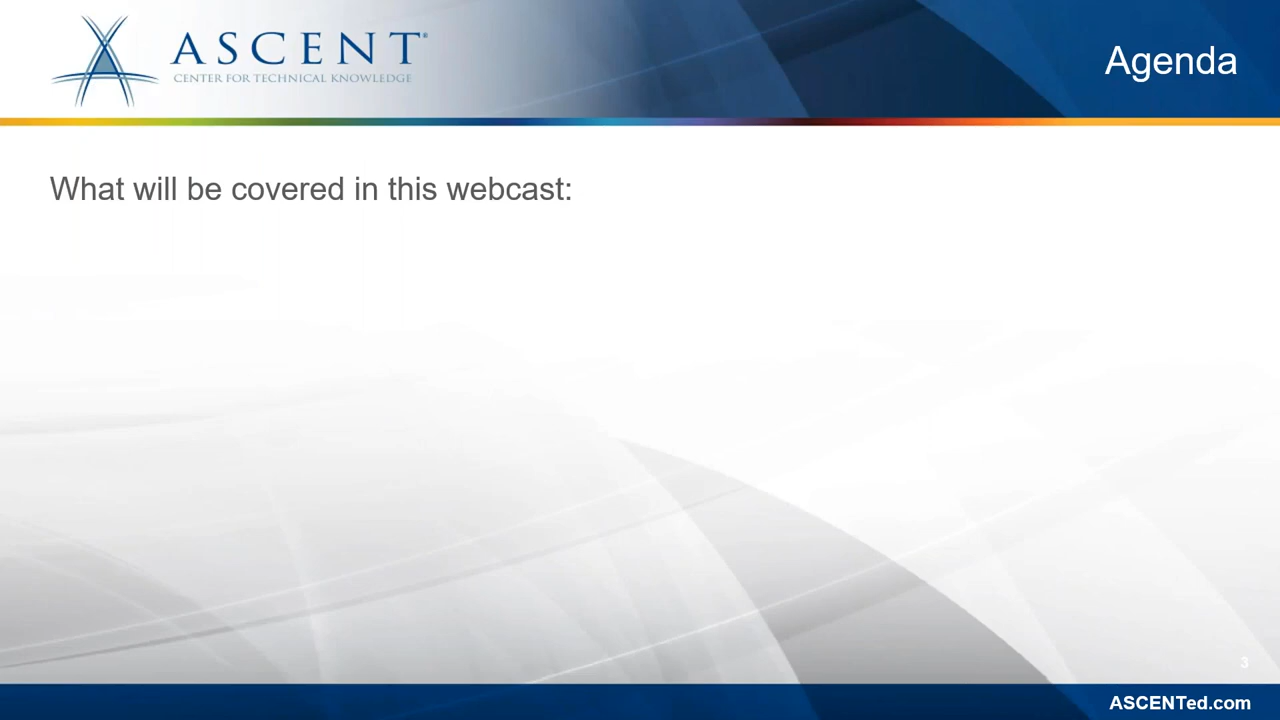 ASCENT®
CENTER FOR TECHNICAL KNOWLEDGE
Agenda
What will be covered in this webcast:
3
ASCENTed.com